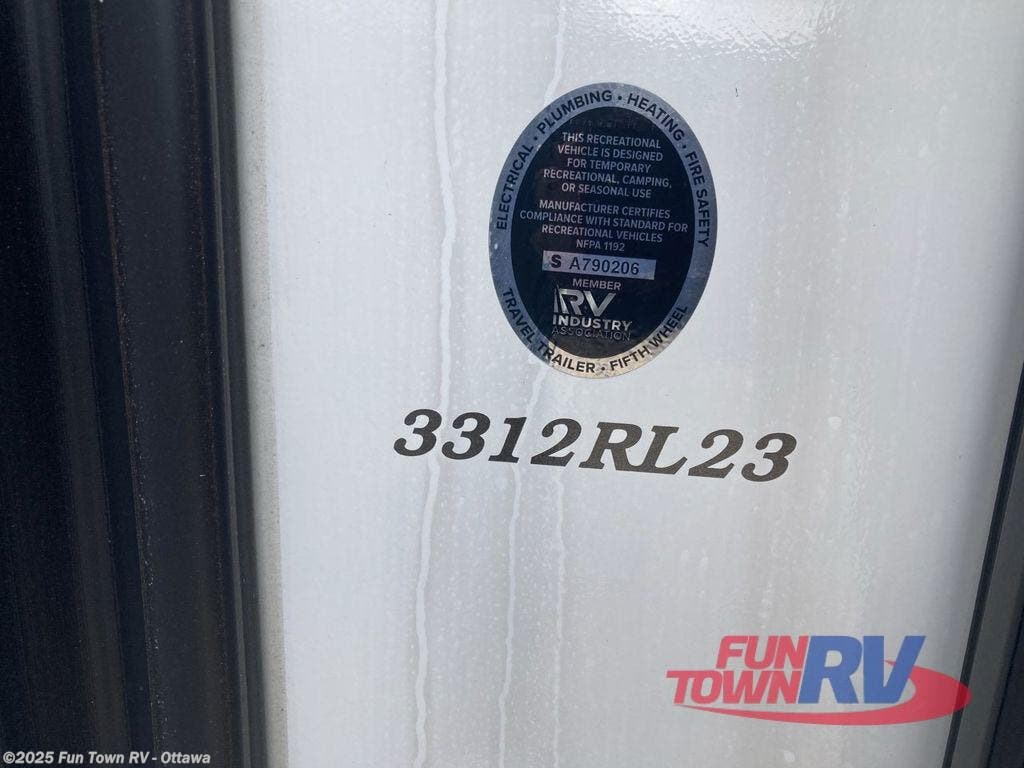 ELECTRICAL • PLUMBING • HEATING • FIRE SAFETY
THIS RECREATIONAL
VEHICLE IS DESIGNED
FOR TEMPORARY
RECREATIONAL, CAMPING,
OR SEASONAL USE
MANUFACTURER CERTIFIES
COMPLIANCE WITH STANDARD FOR
RECREATIONAL VEHICLES
NFPA 1192
S A790206
MEMBER
RV
INDUSTRY
ASSOCIATION
TRAVEL TRAILER • FIFTH WHEEL
3312RL23
FUN
TOWN RV
©2025 Fun Town RV - Ottawa